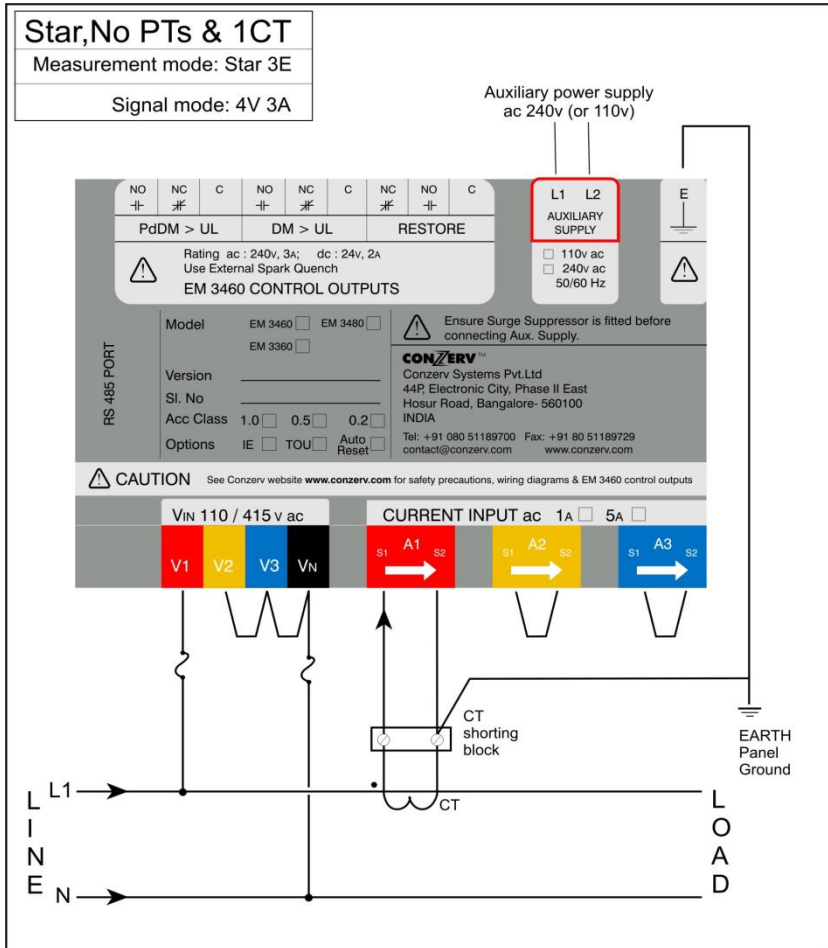 Star,No PTs & 1CT
Measurement mode: Star 3E
Signal mode: 4V 3A
Auxiliary power supply
ac 240v (or 110v)
NO NC C NO NC C NC NO C
PdDM > UL DM > UL RESTORE
Rating ac : 240v, 3A; dc : 24v, 2A
Use External Spark Quench
EM 3460 CONTROL OUTPUTS
L1 L2
AUXILIARY
SUPPLY
110v ac
240v ac
50/60 Hz
E
RS 485 PORT
Model EM 3460 EM 3480
EM 3360
Version
Sl. No
Acc Class 1.0 0.5 0.2
Options IE TOU Auto
Reset
Ensure Surge Suppressor is fitted before
connecting Aux. Supply.
CONZERV™
Conzerv Systems Pvt.Ltd
44P, Electronic City, Phase II East
Hosur Road, Bangalore- 560100
INDIA
Tel: +91 080 51189700 Fax: +91 80 51189729
contact@conzerv.com www.conzerv.com
CAUTION See Conzerv website www.conzerv.com for safety precautions, wiring diagrams & EM 3460 control outputs
VIN 110 / 415 v ac
CURRENT INPUT ac 1A 5A
V1 V2 V3 VN
S1 A1 S2
S1 A2 S2
S1 A3 S2
CT
shorting
block
EARTH
Panel
Ground
LINE
L1
CT
N
LOAD